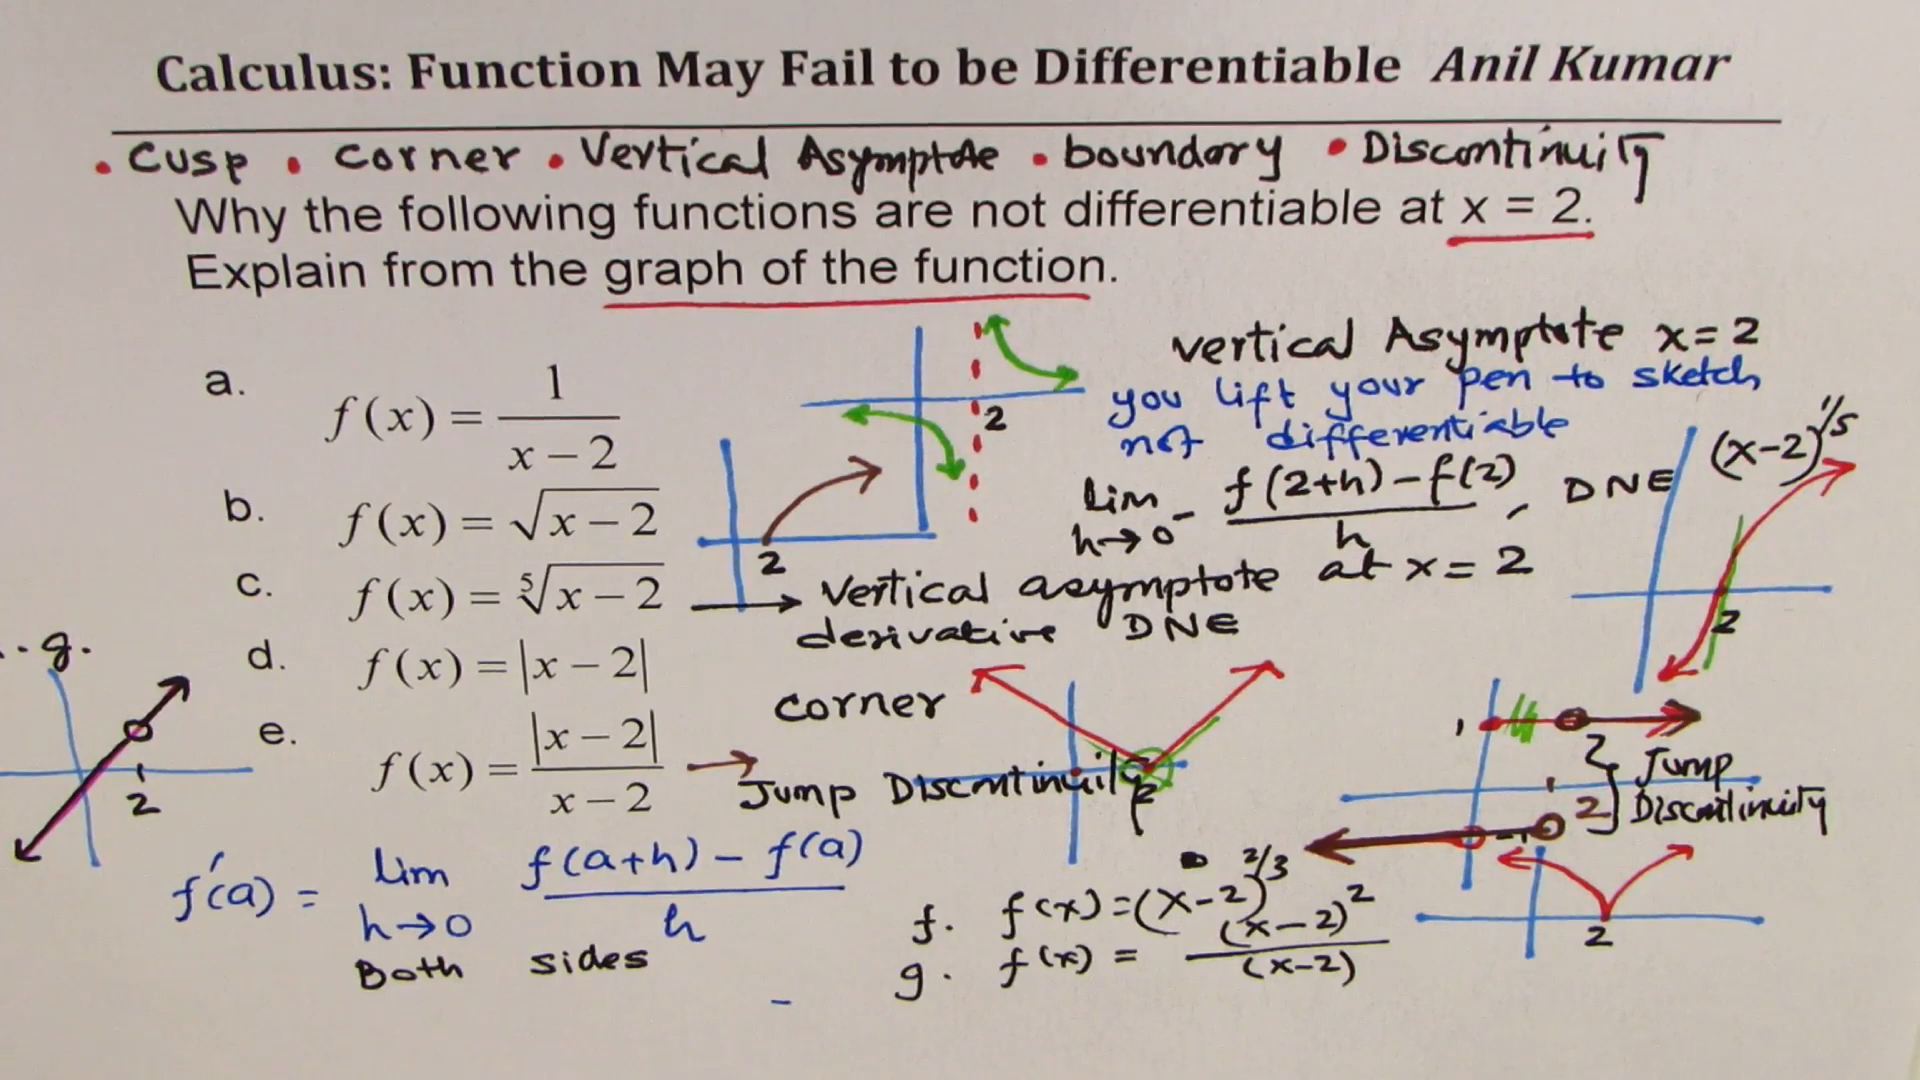 Calculus: Function May Fail to be Differentiable Anil Kumar
• Cusp • Corner • Vertical Asymptote • boundary • Discontinuity
Why the following functions are not differentiable at x = 2.
Explain from the graph of the function.
a. f(x) = 1/(x − 2)
2
vertical Asymptote x = 2
you lift your pen to sketch
not differentiable
b. f(x) = √(x − 2)
2
lim h→0⁻ (f(2+h) − f(2))/h , DNE
(x−2)^1/5
2
c. f(x) = ⁵√(x − 2) → Vertical asymptote at x = 2
derivative DNE
d. f(x) = |x − 2|
corner
2
e. f(x) = |x − 2|/(x − 2) → Jump Discontinuity
1
2
2
-1
Jump
Discontinuity
..g.
2
f'(a) = lim h→0 (f(a+h) − f(a))/h
Both sides
f. f(x) = (x−2)^2/3
2
g. f(x) = (x−2)²/(x−2)